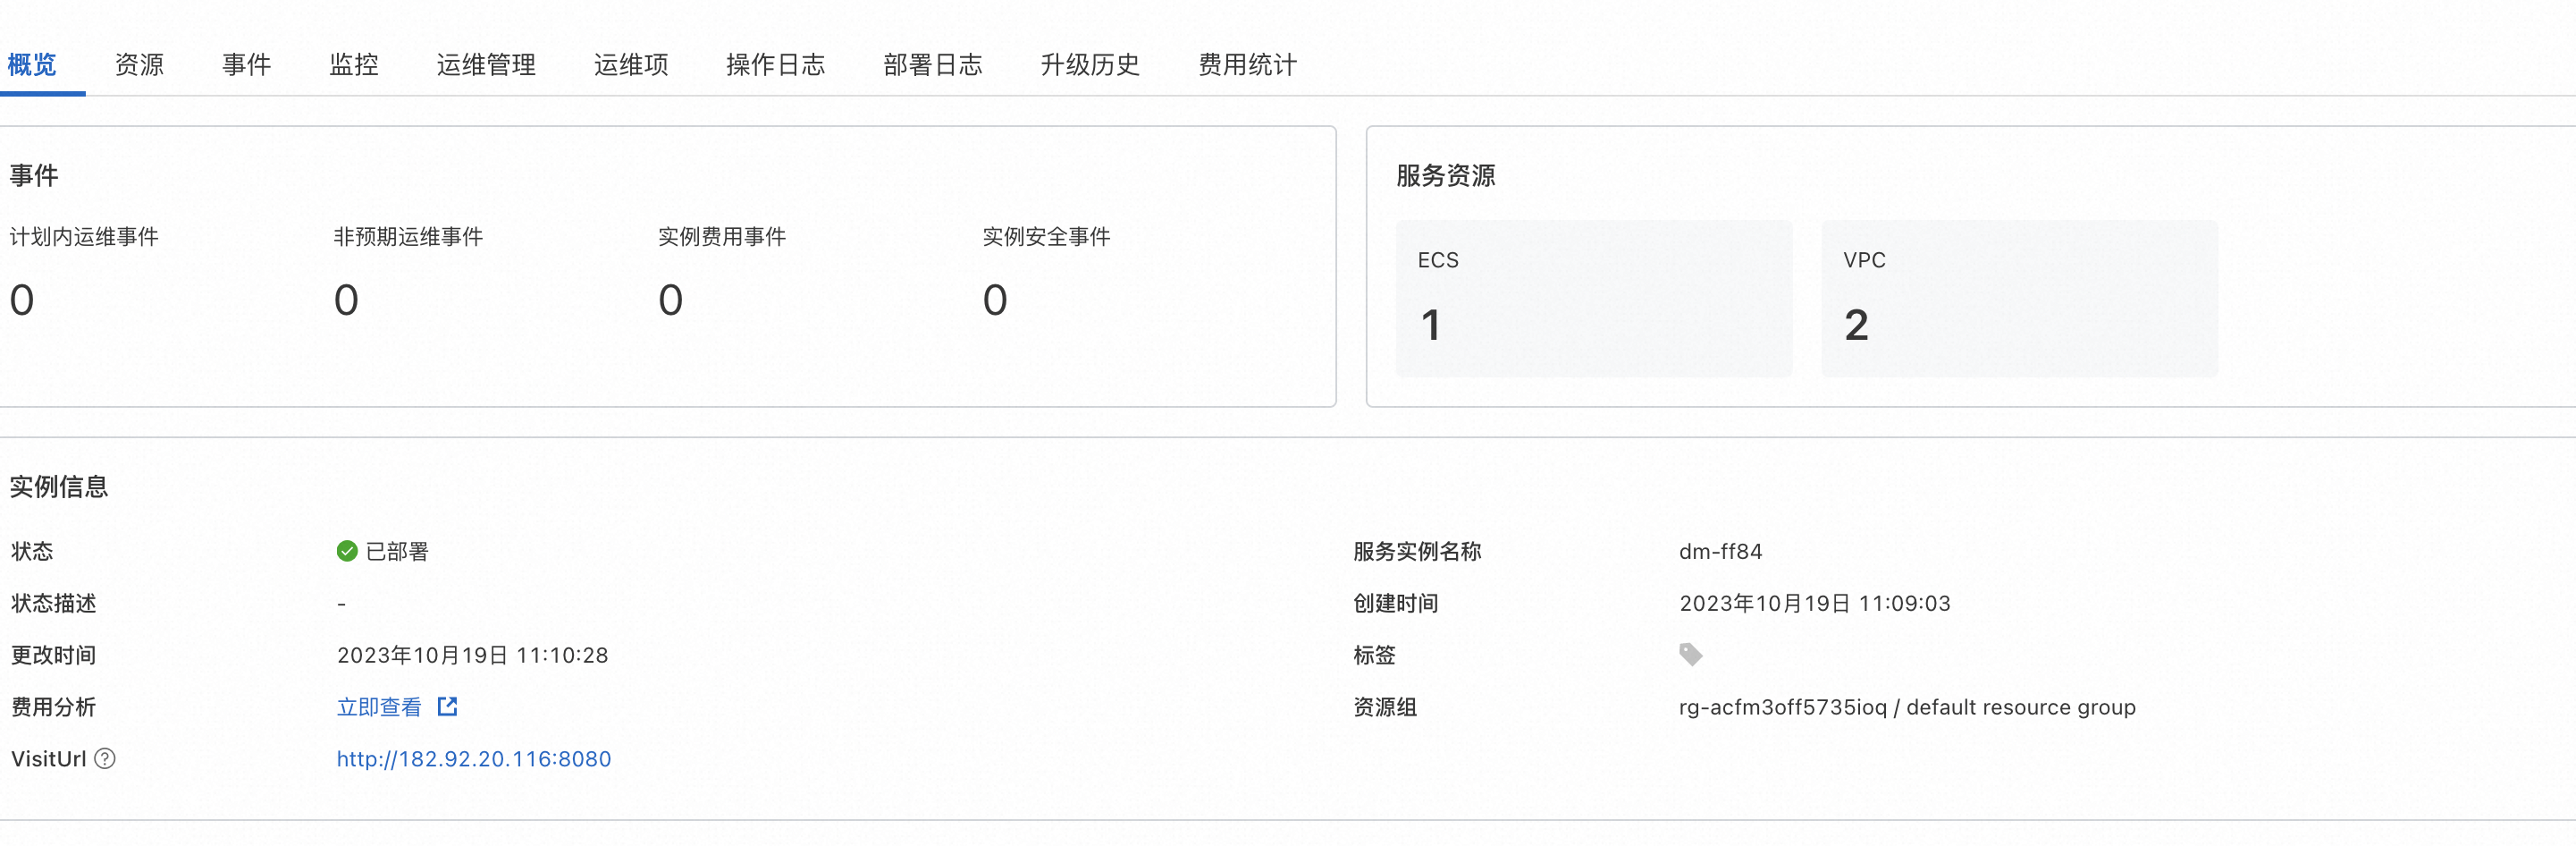 概览 资源 事件 监控 运维管理 运维项 操作日志 部署日志 升级历史 费用统计
事件
计划内运维事件 非预期运维事件 实例费用事件 实例安全事件
0 0 0 0
服务资源
ECS VPC
1 2
实例信息
状态 已部署 服务实例名称 dm-ff84
状态描述 - 创建时间 2023年10月19日 11:09:03
更改时间 2023年10月19日 11:10:28 标签
费用分析 立即查看 资源组 rg-acfm3off5735ioq / default resource group
VisitUrl ? http://182.92.20.116:8080